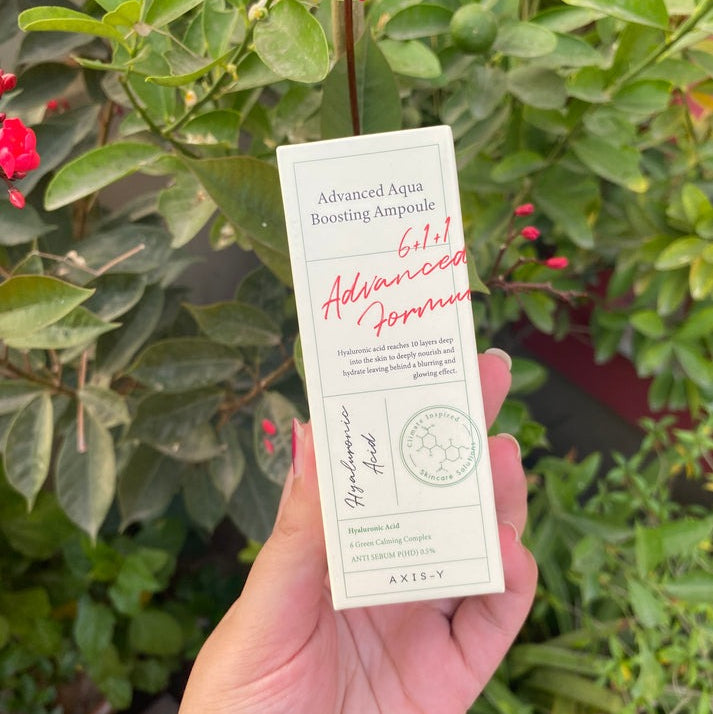 Advanced Aqua
Boosting Ampoule
6+1+1
Advanced
Formu
Hyaluronic acid reaches 10 layers deep
into the skin to deeply nourish and
hydrate leaving behind a blurring and
glowing effect.
Hyaluronic
Acid
Climate Inspired
Skincare Solutions
Hyaluronic Acid
6 Green Calming Complex
ANTI SEBUM P(HD) 0.5%
AXIS-Y